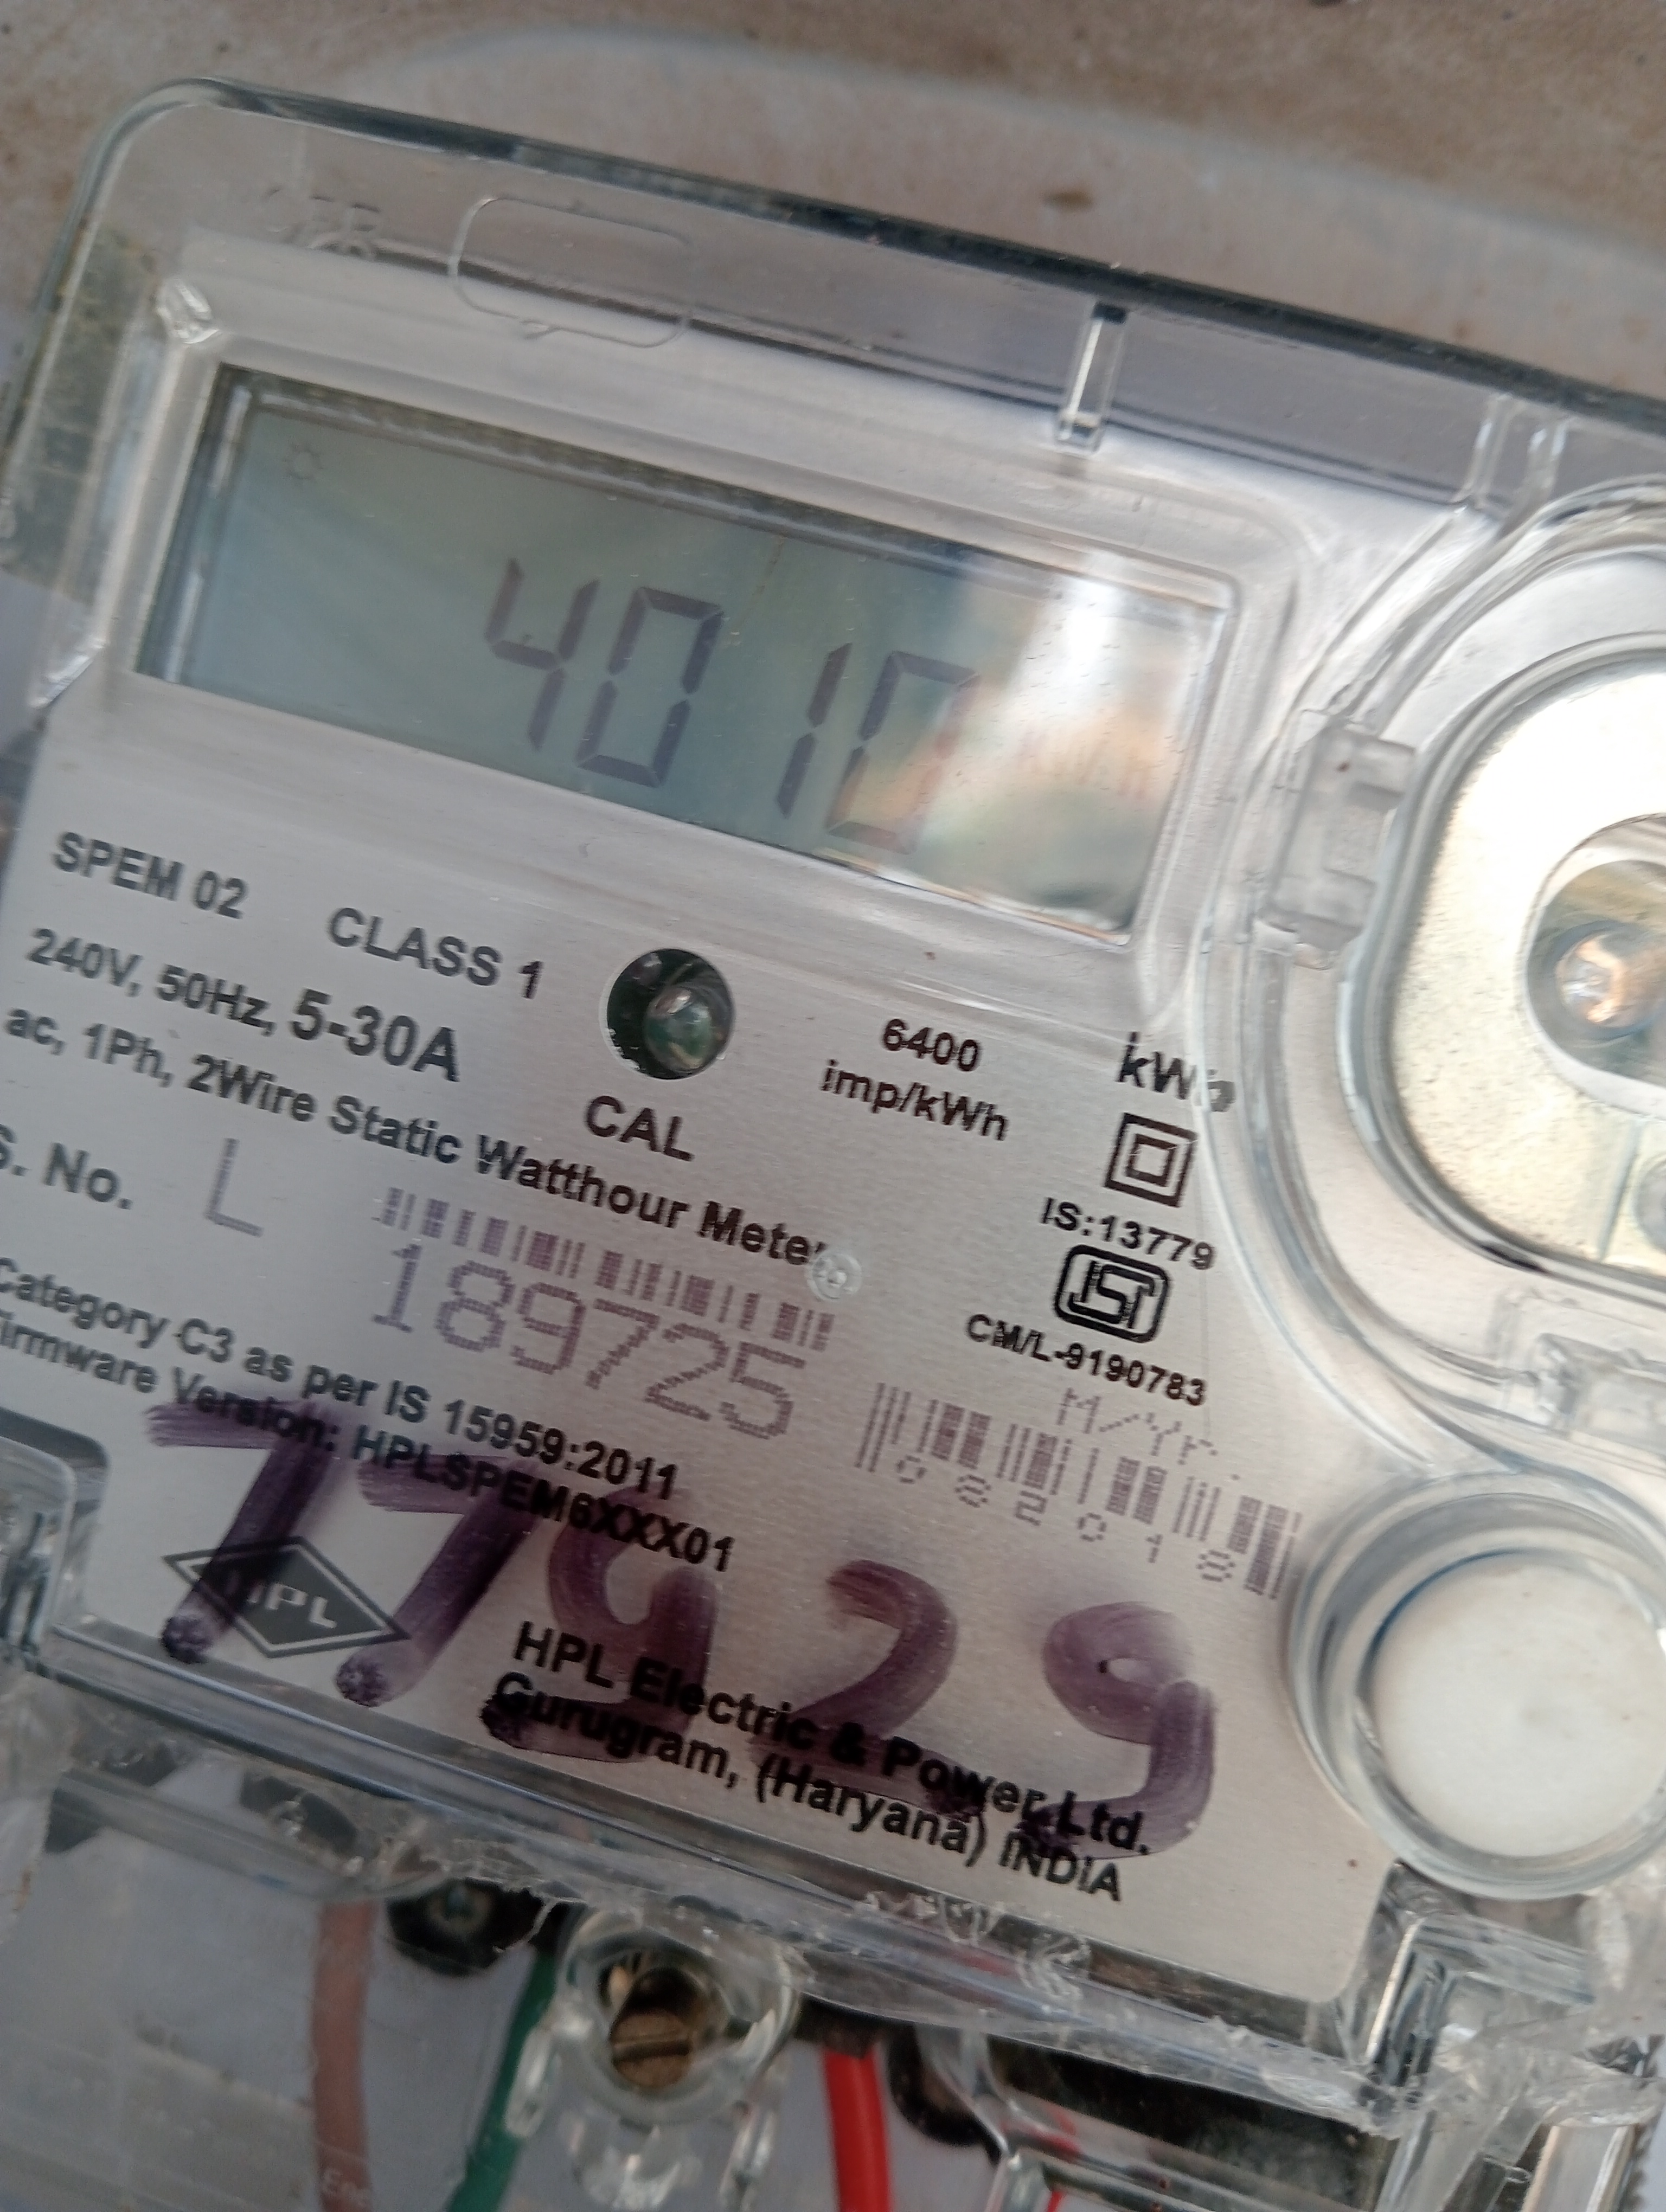 4010
SPEM 02 CLASS 1
240V, 50Hz, 5-30A
ac, 1Ph, 2Wire Static Watthour Meter
CAL
6400
imp/kWh
kWh
S. No. L
189725
IS:13779
ISI
CM/L-9190783
M/Yr.
082018
Category C3 as per IS 15959:2011
Firmware Version: HPLSPEM6XXX01
HPL
HPL Electric & Power Ltd.
Gurugram, (Haryana) INDIA